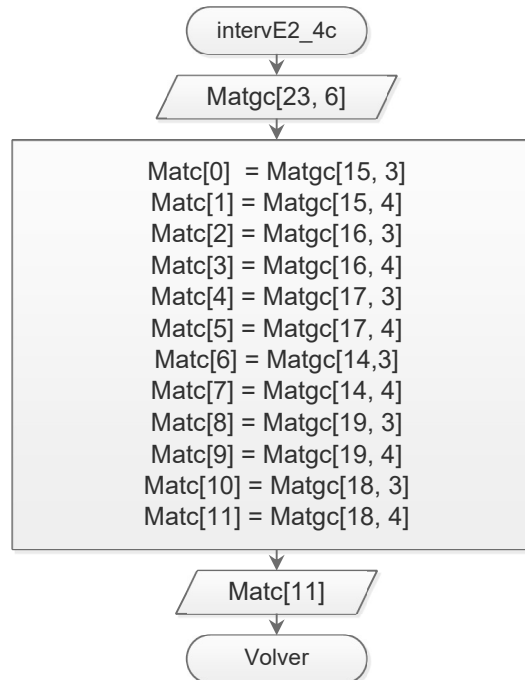 intervE2_4c
Matgc[23, 6]
Matc[0]  = Matgc[15, 3]
Matc[1] = Matgc[15, 4]
Matc[2] = Matgc[16, 3]
Matc[3] = Matgc[16, 4]
Matc[4] = Matgc[17, 3]
Matc[5] = Matgc[17, 4]
Matc[6] = Matgc[14,3]
Matc[7] = Matgc[14, 4]
Matc[8] = Matgc[19, 3]
Matc[9] = Matgc[19, 4]
Matc[10] = Matgc[18, 3]
Matc[11] = Matgc[18, 4]
Matc[11]
Volver